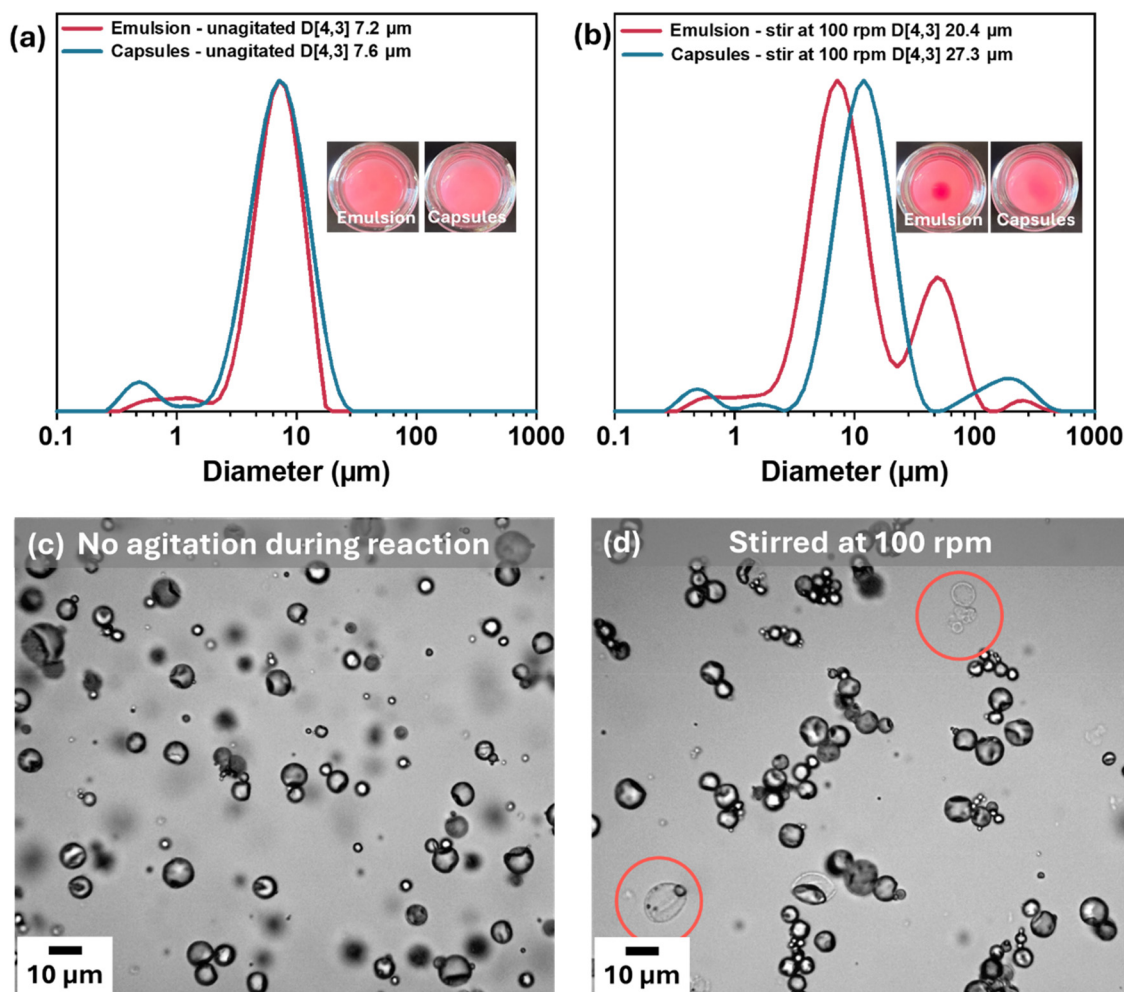 (a)
Emulsion - unagitated D[4,3] 7.2 µm
Capsules - unagitated D[4,3] 7.6 µm
Emulsion
Capsules
0.1 1 10 100 1000
Diameter (µm)
(b)
Emulsion - stir at 100 rpm D[4,3] 20.4 µm
Capsules - stir at 100 rpm D[4,3] 27.3 µm
Emulsion
Capsules
0.1 1 10 100 1000
Diameter (µm)
(c) No agitation during reaction
10 µm
(d) Stirred at 100 rpm
10 µm